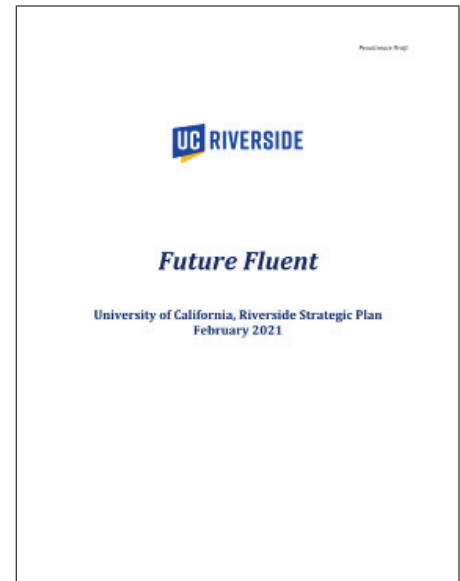 UC RIVERSIDE
Future Fluent
University of California, Riverside Strategic Plan
February 2021